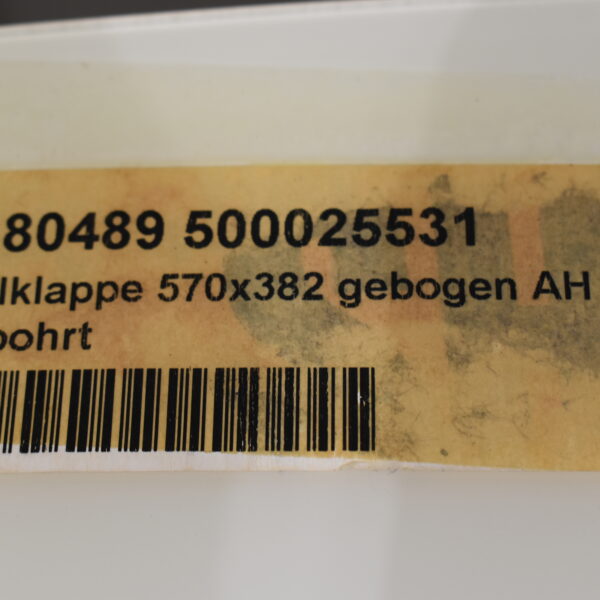 80489 500025531
lklappe 570x382 gebogen AH
bohrt